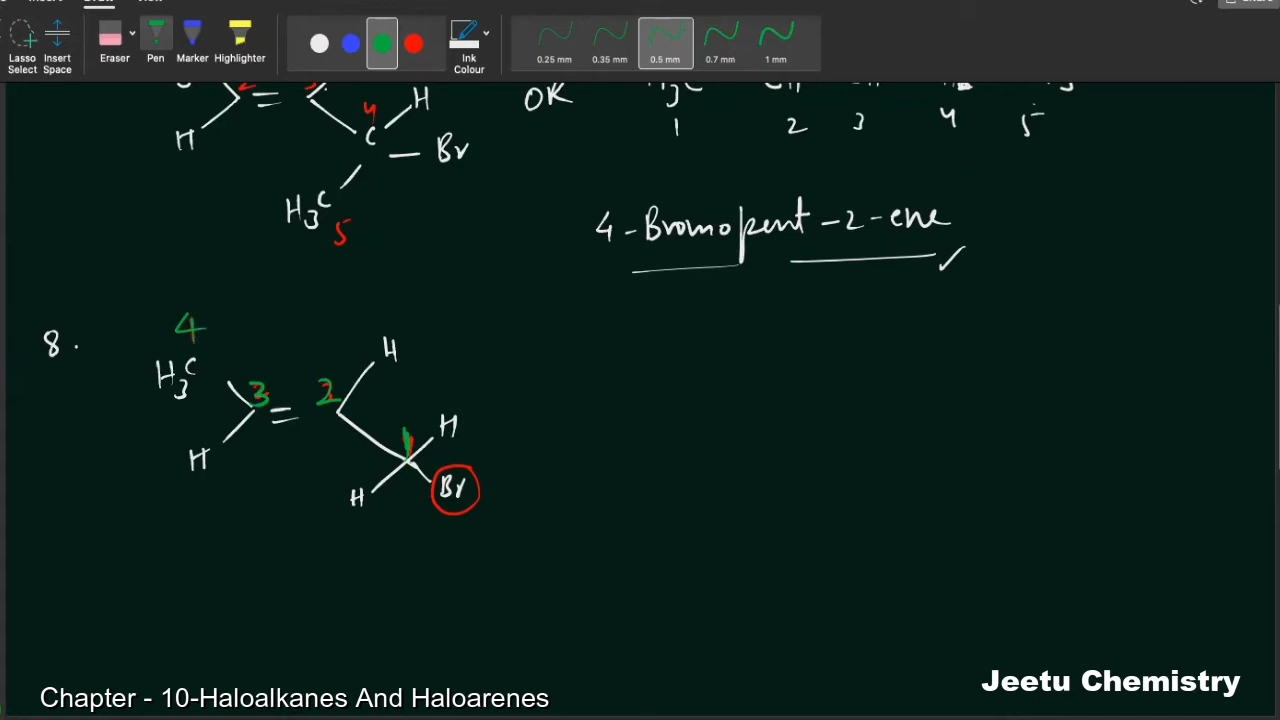 Lasso Select
Insert Space
Eraser
Pen
Marker
Highlighter
Ink Colour
0.25 mm
0.35 mm
0.5 mm
0.7 mm
1 mm
H
4
C
H
Br
H3C
5
OR
1 2 3 4 5
4-Bromopent-2-ene ✓
8.
4
H3C
3 = 2
H
H
1
H
H
Br
Jeetu Chemistry
Chapter - 10-Haloalkanes And Haloarenes